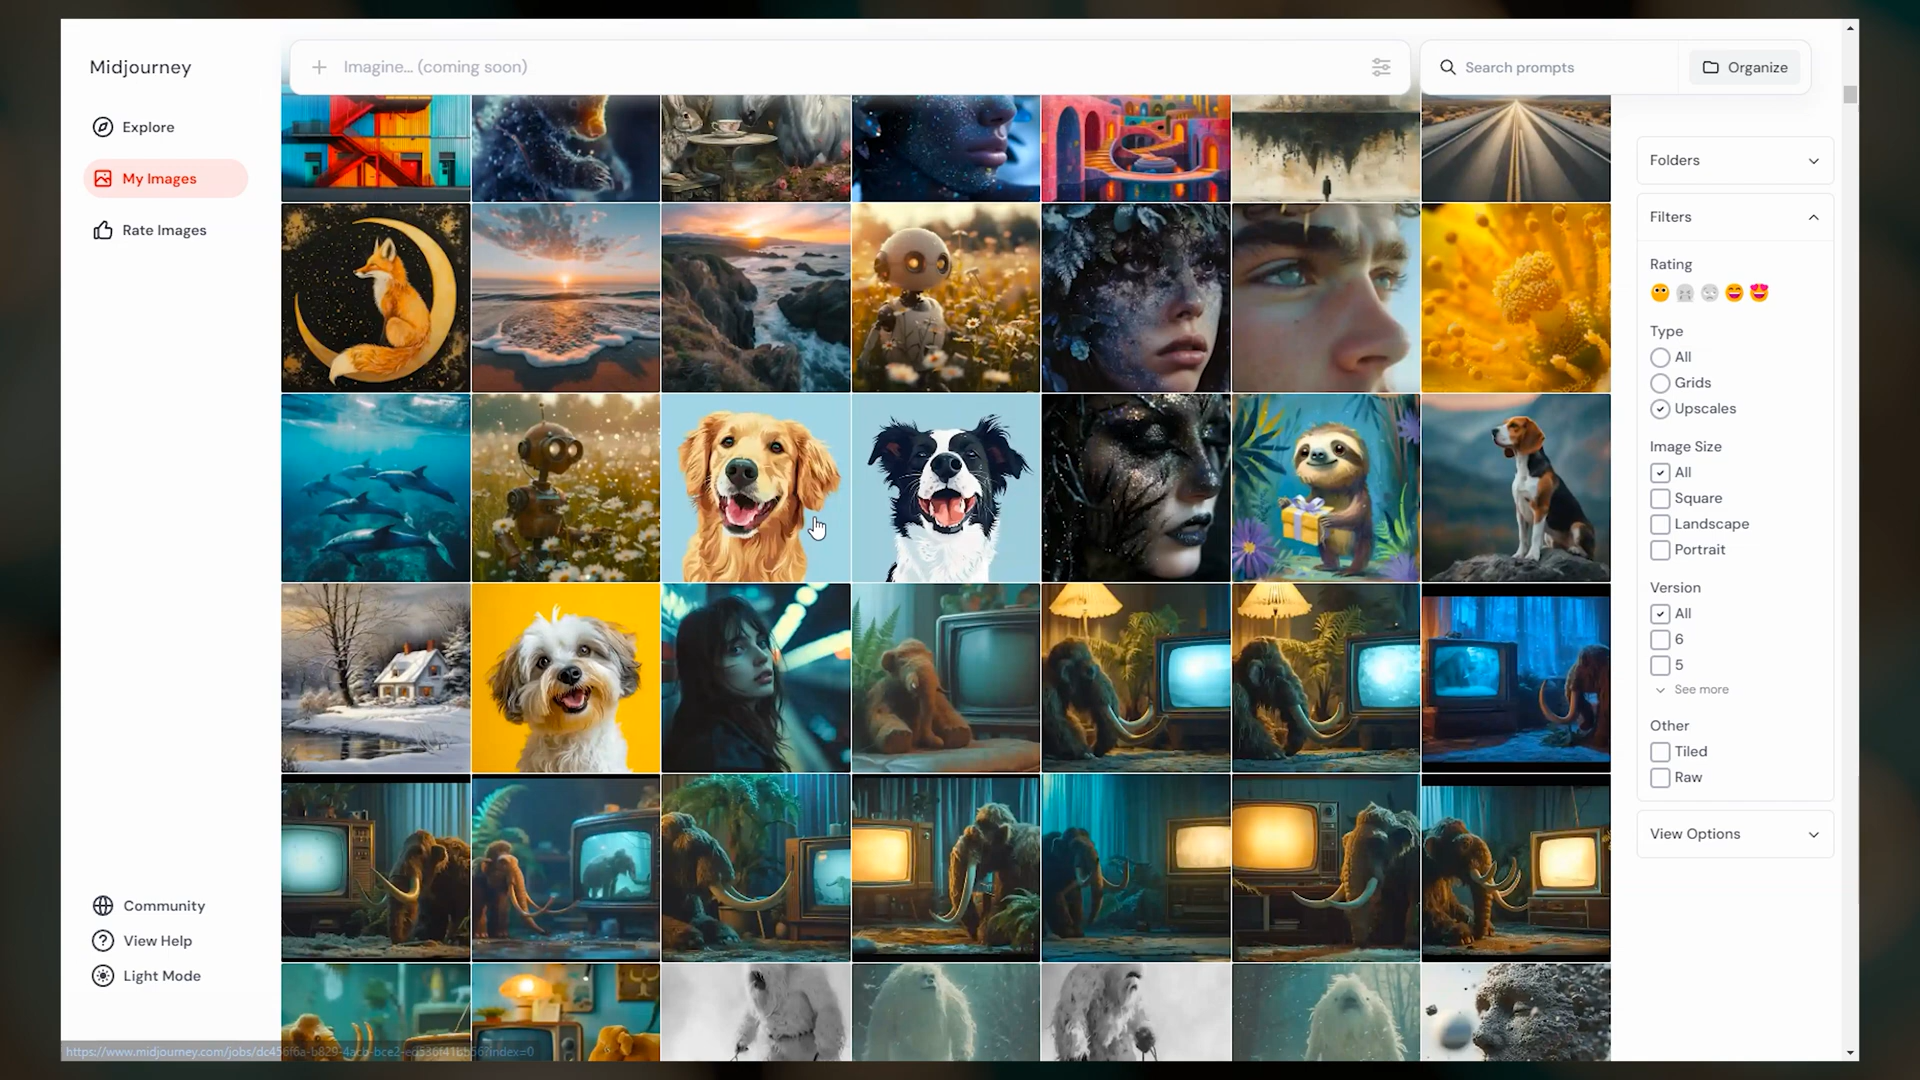 Midjourney
Imagine... (coming soon)
Search prompts
Organize
Explore
My Images
Rate Images
Folders
Filters
Rating
Type
All
Grids
Upscales
Image Size
All
Square
Landscape
Portrait
Version
All
6
5
See more
Other
Tiled
Raw
View Options
Community
View Help
Light Mode